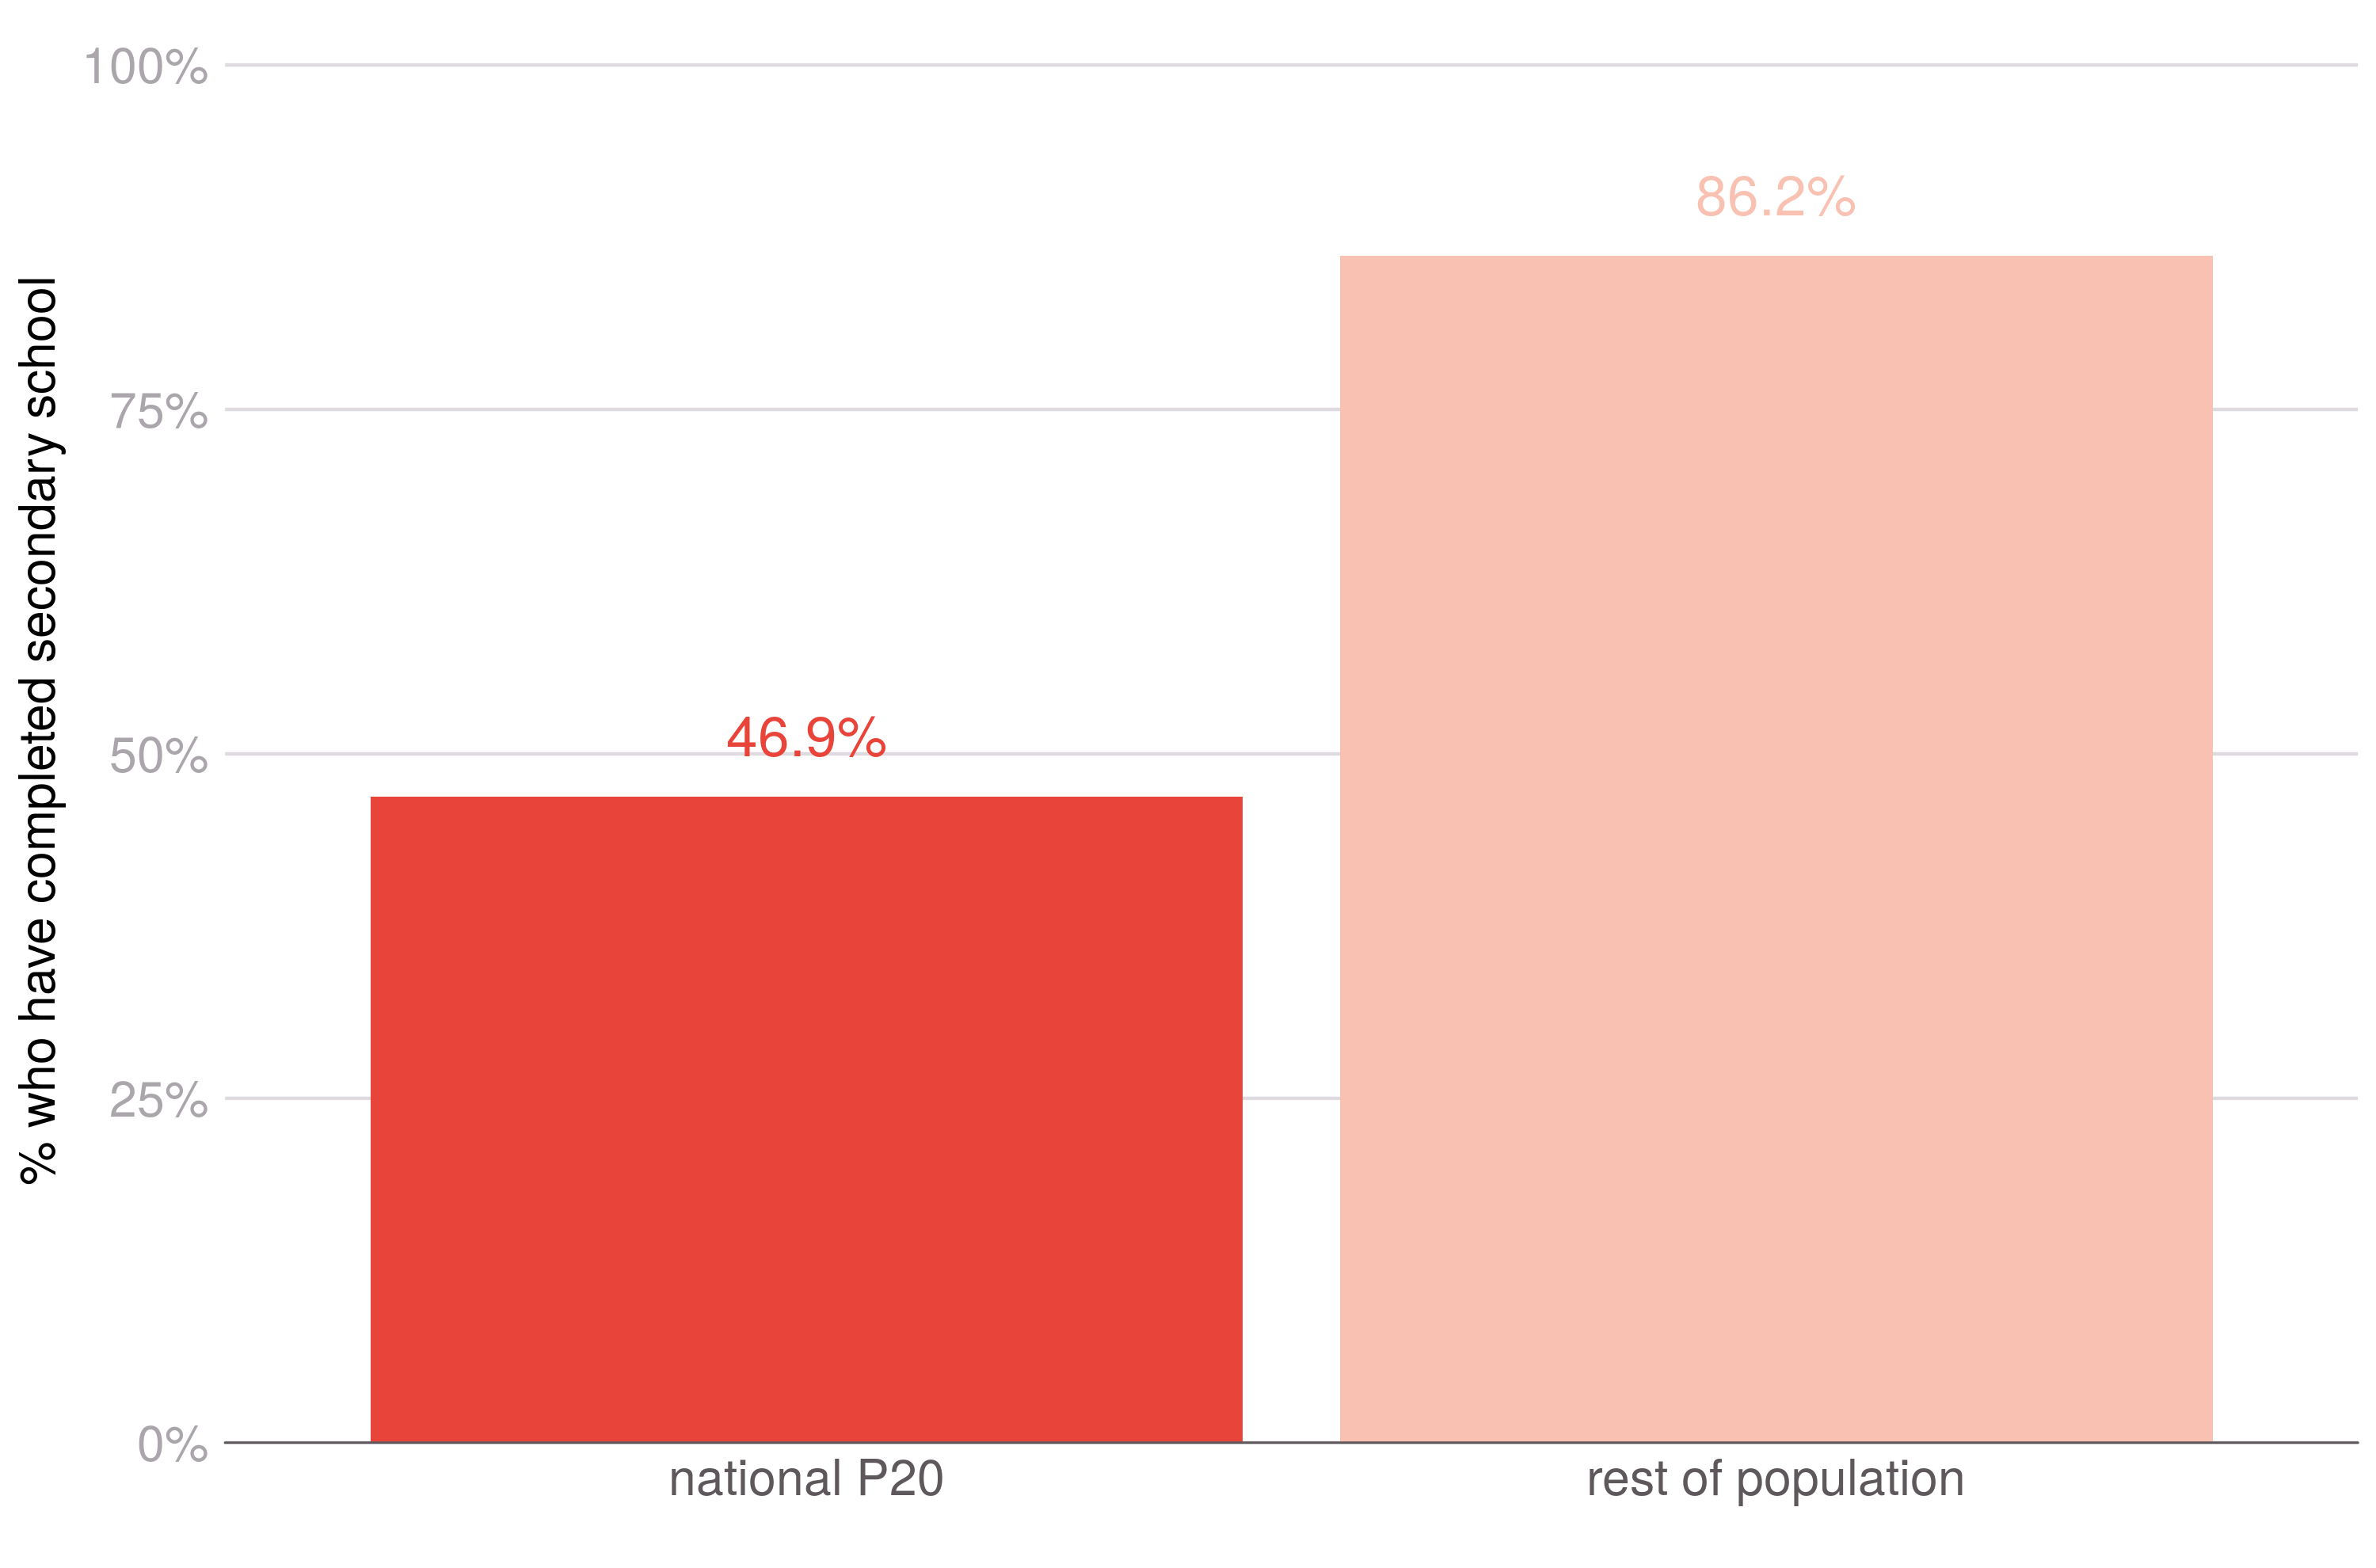 % who have completed secondary school
100%
75%
50%
25%
0%
46.9%
86.2%
national P20
rest of population